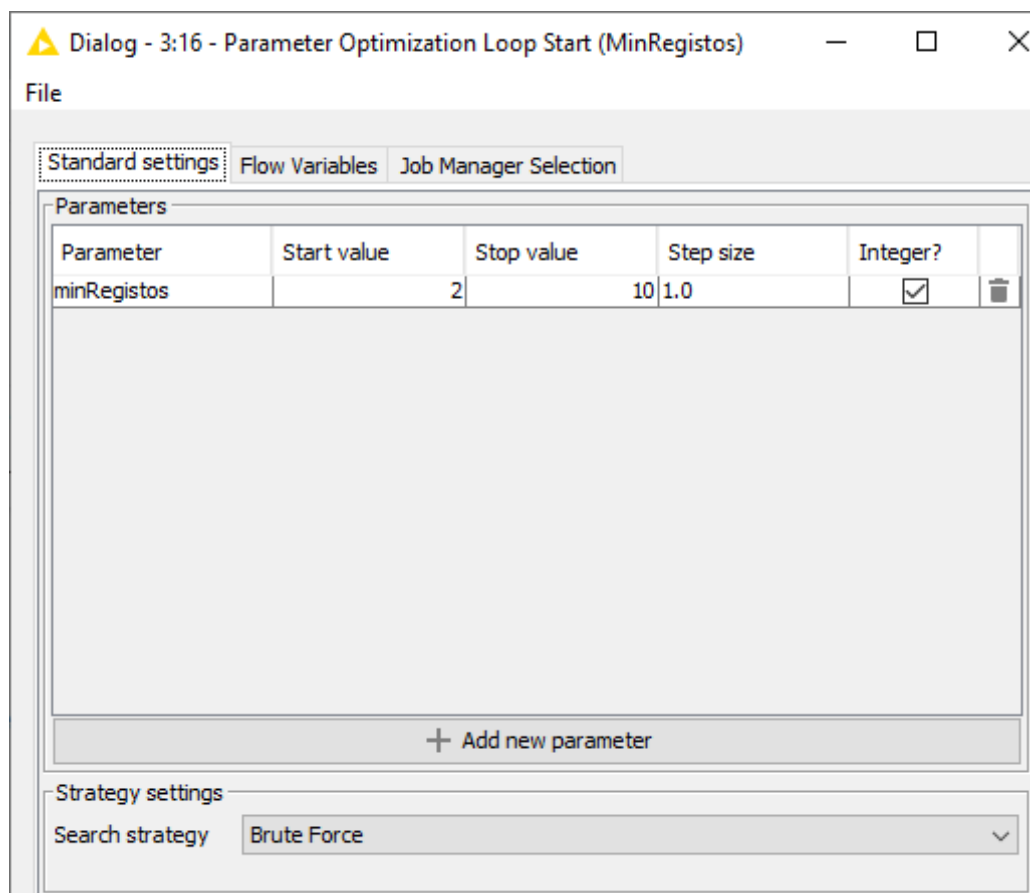 Dialog - 3:16 - Parameter Optimization Loop Start (MinRegistos)
File
Standard settings Flow Variables Job Manager Selection
Parameters
Parameter Start value Stop value Step size Integer?
minRegistos 2 10 1.0
Add new parameter
Strategy settings
Search strategy Brute Force